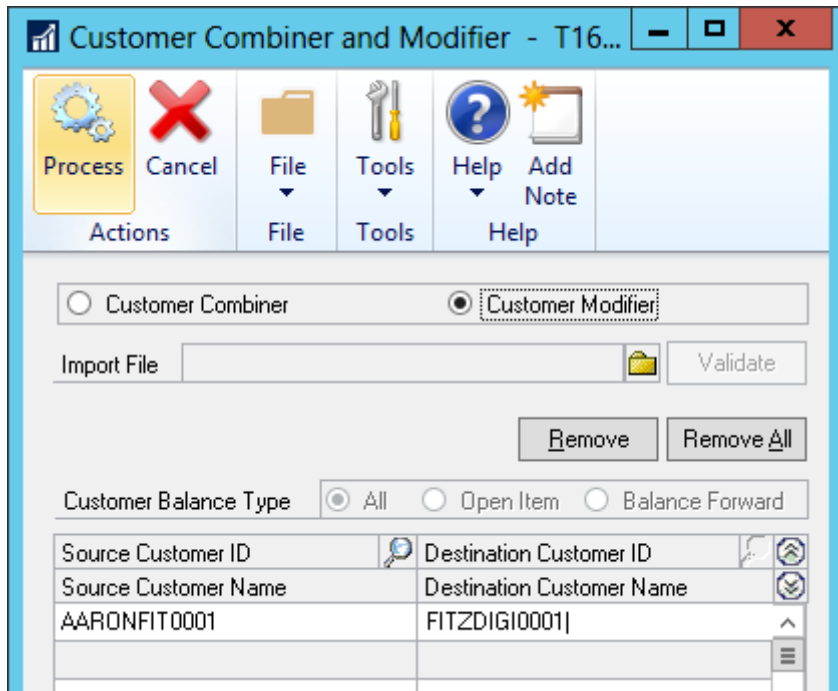 Customer Combiner and Modifier - T16...
Process Cancel File Tools Help Add Note
Actions File Tools Help
Customer Combiner Customer Modifier
Import File Validate
Remove Remove All
Customer Balance Type All Open Item Balance Forward
Source Customer ID Destination Customer ID
Source Customer Name Destination Customer Name
AARONFIT0001 FITZDIGI0001